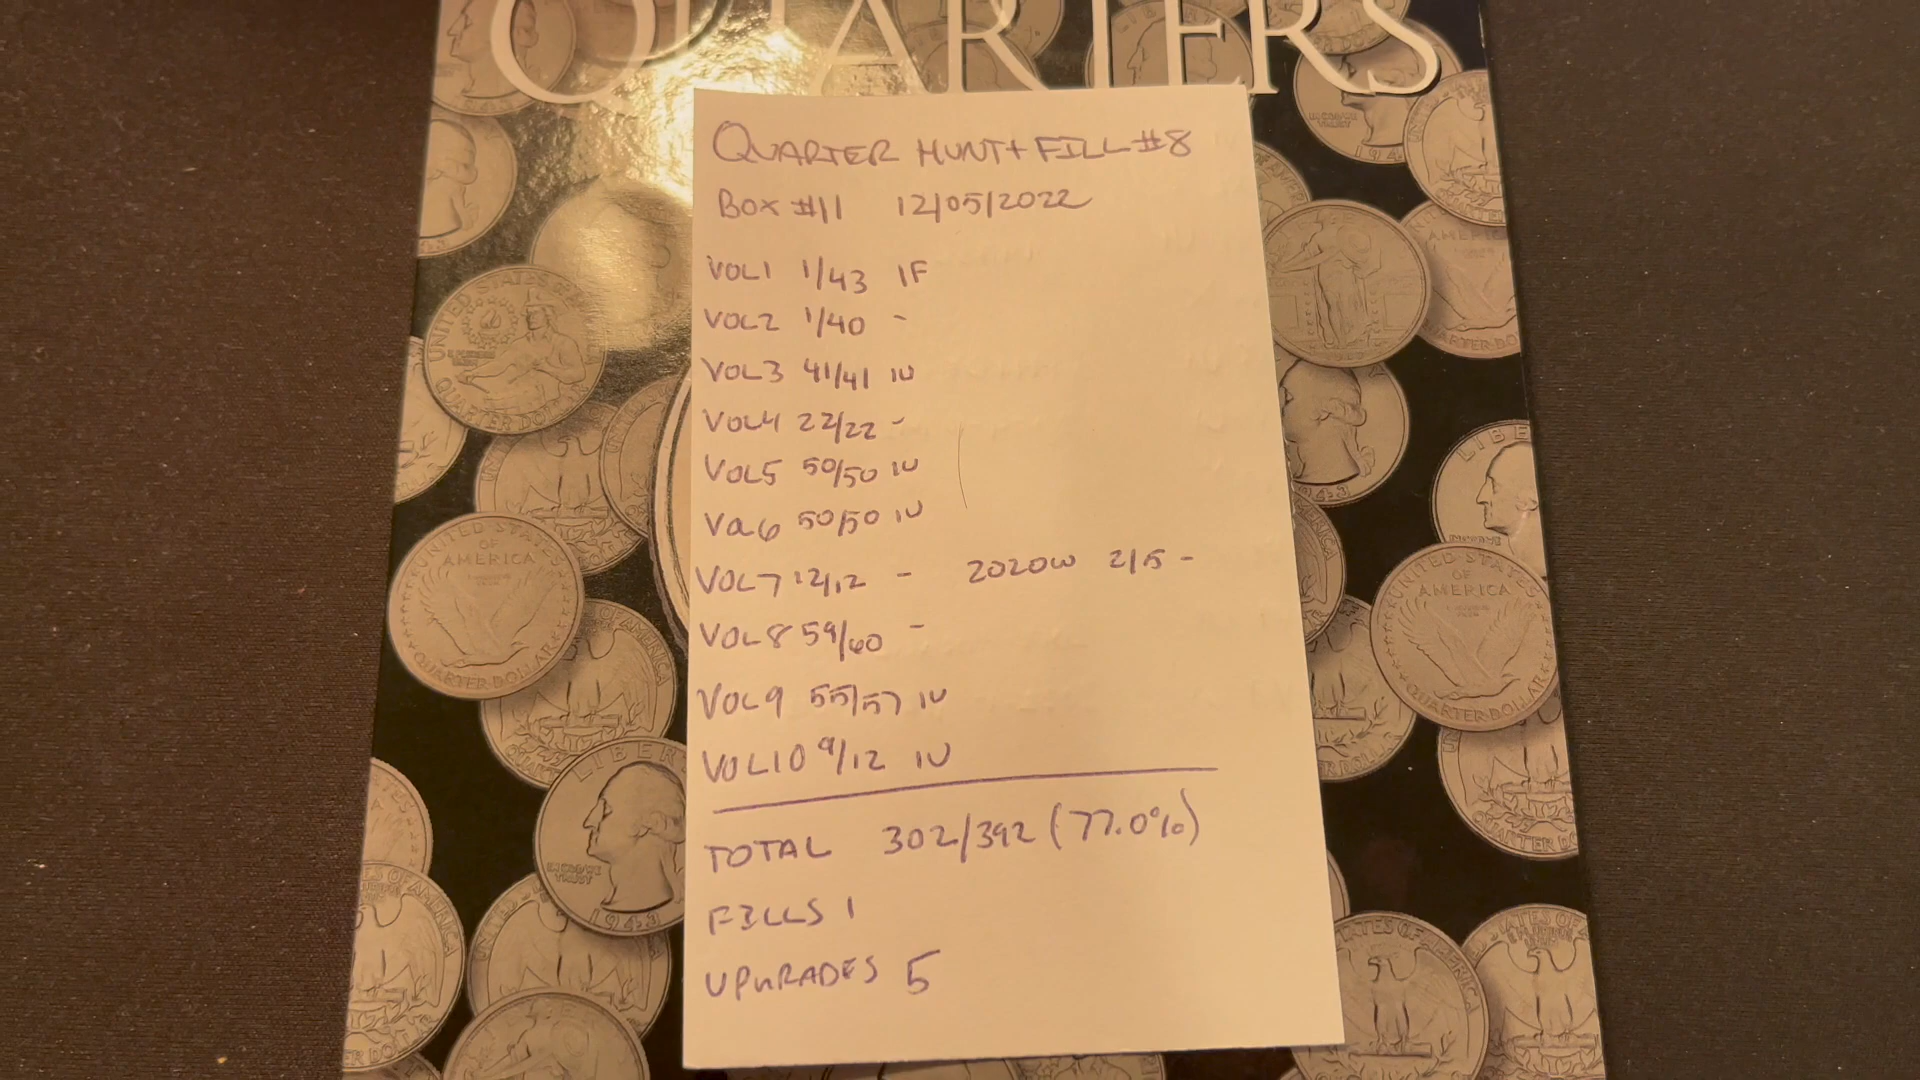 QUARTERS
QUARTER HUNT+FILL #8
BOX #11 12/05/2022
VOL1 1/43 1F
VOL2 1/40 -
VOL3 41/41 1U
VOL4 22/22 -
VOL5 50/50 1U
VOL6 50/50 1U
VOL7 12/12 - 2020W 2/5 -
VOL8 59/60 -
VOL9 55/57 1U
VOL10 9/12 1U
TOTAL 302/392 (77.0%)
FILLS 1
UPGRADES 5